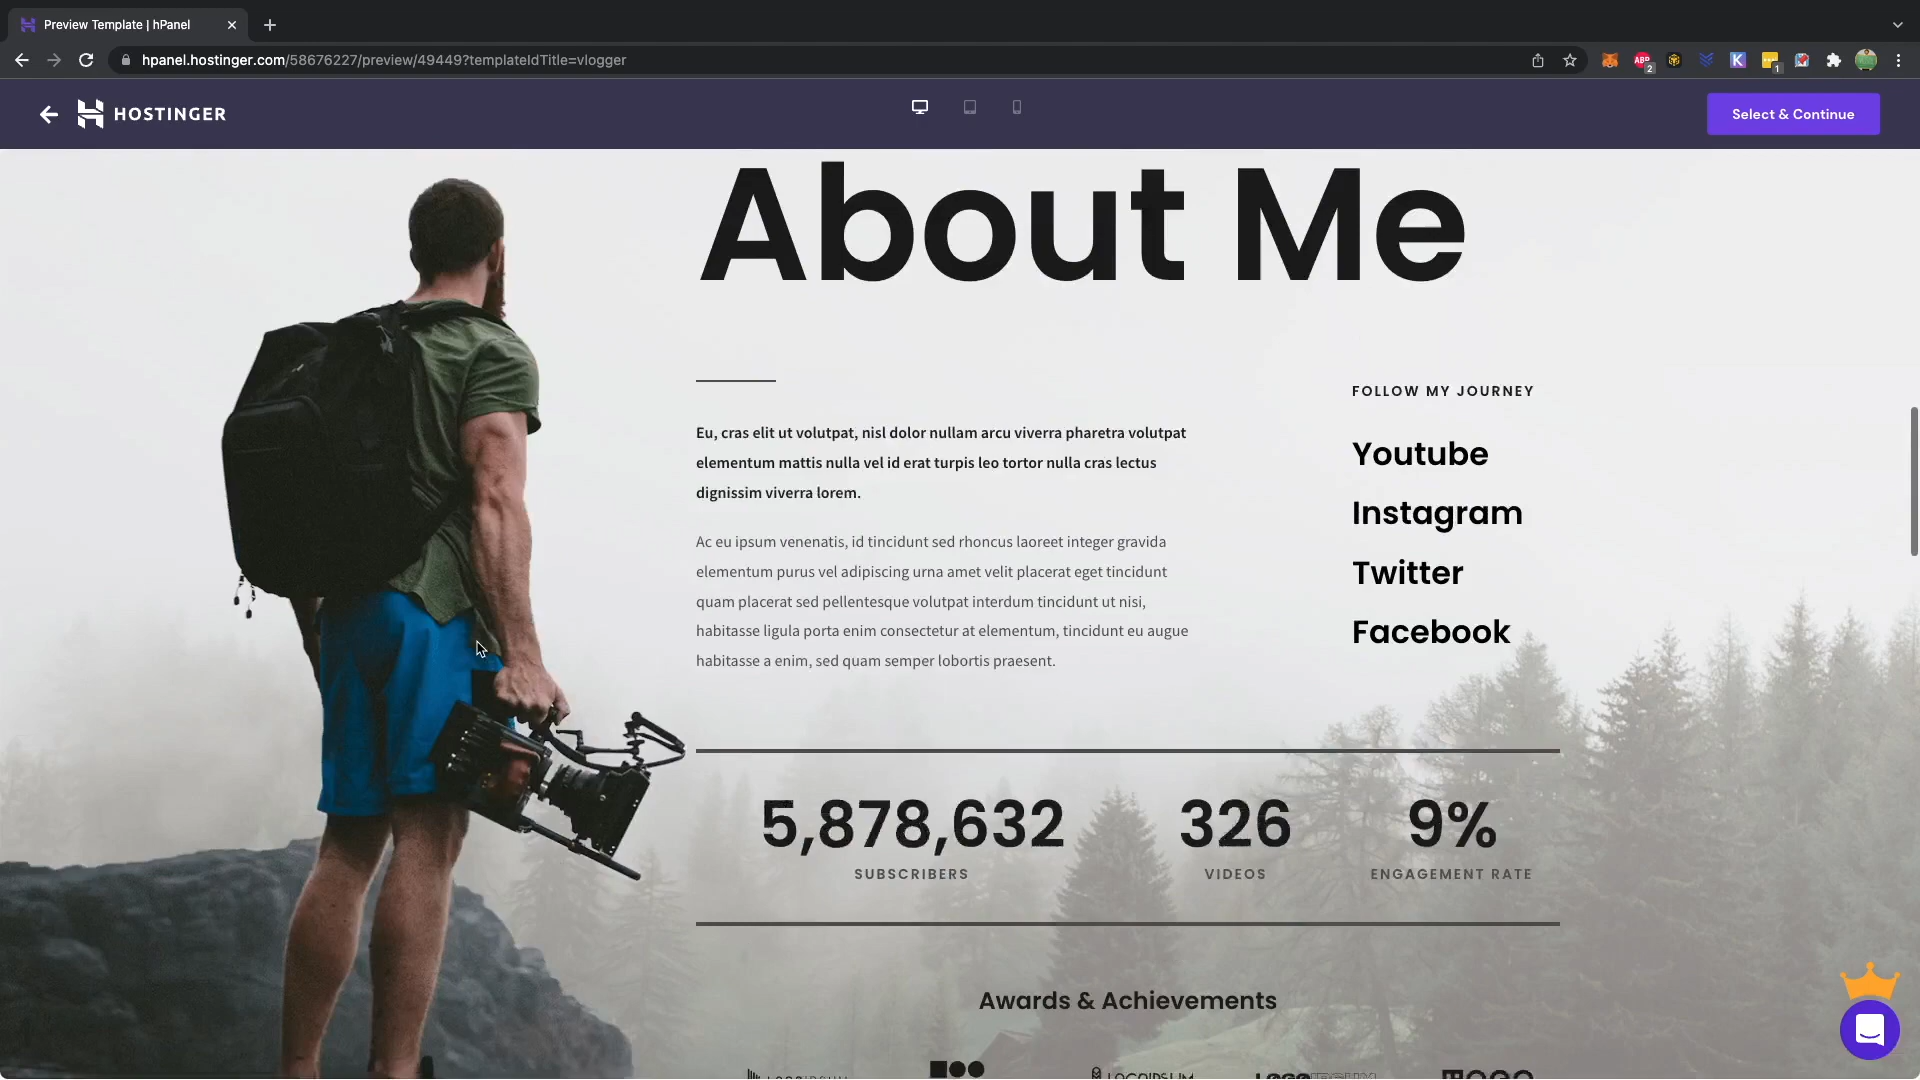 Preview Template | hPanel
hpanel.hostinger.com/58676227/preview/49449?templateIdTitle=vlogger
ABP
2
K
1
HOSTINGER
Select & Continue
About Me
FOLLOW MY JOURNEY
Eu, cras elit ut volutpat, nisl dolor nullam arcu viverra pharetra volutpat
elementum mattis nulla vel id erat turpis leo tortor nulla cras lectus
dignissim viverra lorem.
Youtube
Instagram
Twitter
Facebook
Ac eu ipsum venenatis, id tincidunt sed rhoncus laoreet integer gravida
elementum purus vel adipiscing urna amet velit placerat eget tincidunt
quam placerat sed pellentesque volutpat interdum tincidunt ut nisi,
habitasse ligula porta enim consectetur at elementum, tincidunt eu augue
habitasse a enim, sed quam semper lobortis praesent.
5,878,632
SUBSCRIBERS
326
VIDEOS
9%
ENGAGEMENT RATE
Awards & Achievements